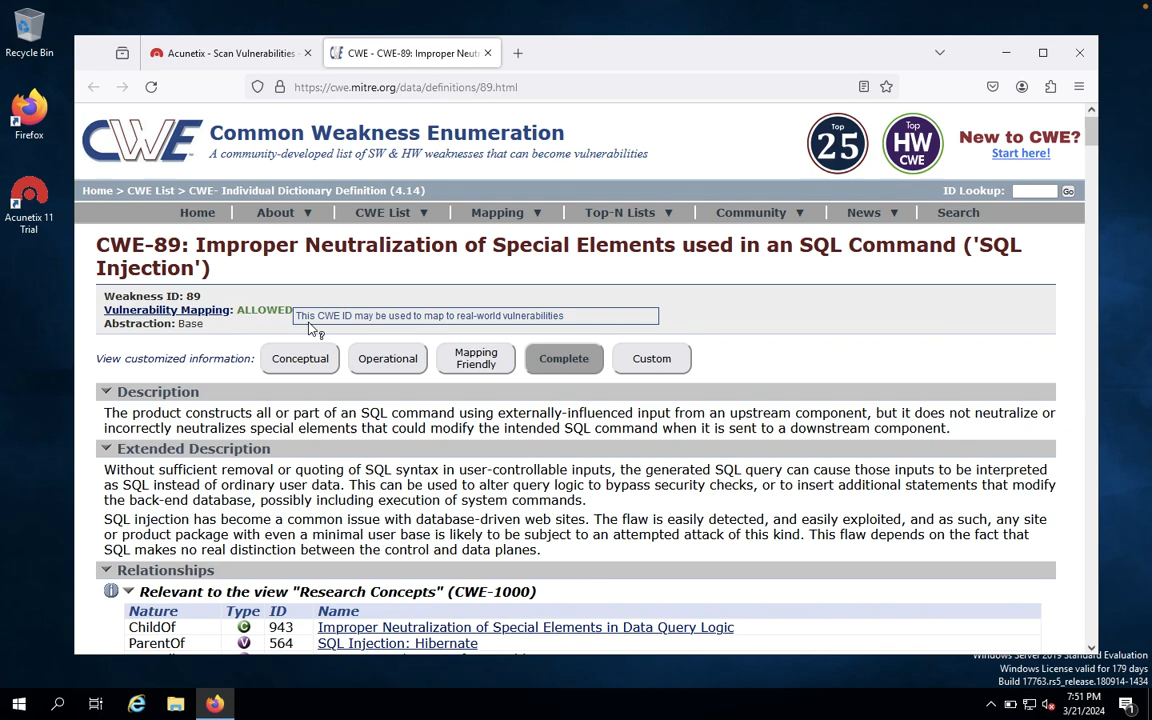 Recycle Bin
Firefox
Acunetix 11
Trial
Acunetix - Scan Vulnerabilities
CWE - CWE-89: Improper Neut
https://cwe.mitre.org/data/definitions/89.html
CWE
Common Weakness Enumeration
A community-developed list of SW & HW weaknesses that can become vulnerabilities
Top
25
Top
HW
CWE
New to CWE?
Start here!
Home > CWE List > CWE- Individual Dictionary Definition (4.14)
ID Lookup:
Go
Home
About ▼
CWE List ▼
Mapping ▼
Top-N Lists ▼
Community ▼
News ▼
Search
CWE-89: Improper Neutralization of Special Elements used in an SQL Command ('SQL
Injection')
Weakness ID: 89
Vulnerability Mapping: ALLOWED
This CWE ID may be used to map to real-world vulnerabilities
Abstraction: Base
View customized information:
Conceptual
Operational
Mapping
Friendly
Complete
Custom
Description
The product constructs all or part of an SQL command using externally-influenced input from an upstream component, but it does not neutralize or
incorrectly neutralizes special elements that could modify the intended SQL command when it is sent to a downstream component.
Extended Description
Without sufficient removal or quoting of SQL syntax in user-controllable inputs, the generated SQL query can cause those inputs to be interpreted
as SQL instead of ordinary user data. This can be used to alter query logic to bypass security checks, or to insert additional statements that modify
the back-end database, possibly including execution of system commands.
SQL injection has become a common issue with database-driven web sites. The flaw is easily detected, and easily exploited, and as such, any site
or product package with even a minimal user base is likely to be subject to an attempted attack of this kind. This flaw depends on the fact that
SQL makes no real distinction between the control and data planes.
Relationships
Relevant to the view "Research Concepts" (CWE-1000)
Nature Type ID Name
ChildOf C 943 Improper Neutralization of Special Elements in Data Query Logic
ParentOf V 564 SQL Injection: Hibernate
Windows Server 2019 Standard Evaluation
Windows License valid for 179 days
Build 17763.rs5_release.180914-1434
7:51 PM
3/21/2024
1